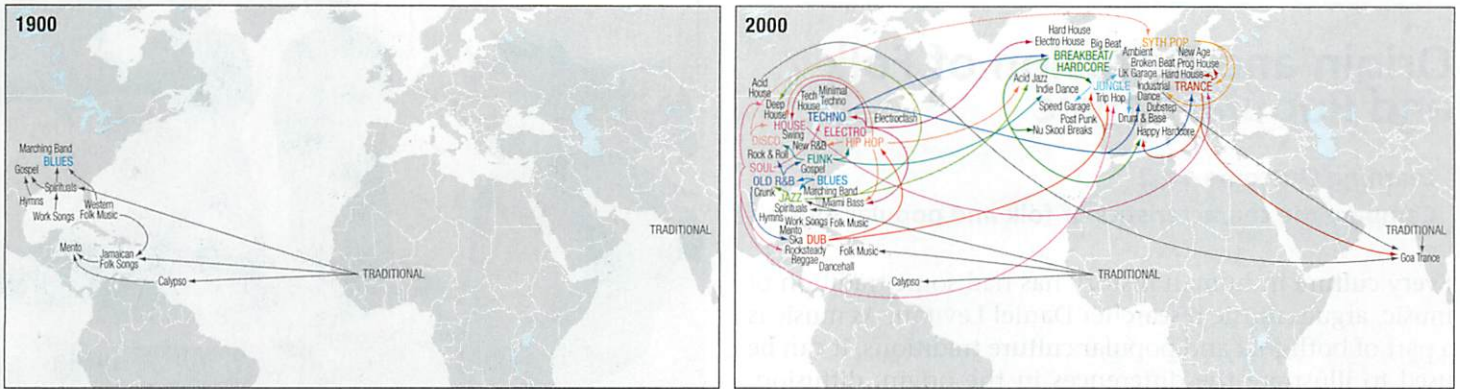 1900
Marching Band
BLUES
Gospel
Spirituals
Hymns
Western
Folk Music
Work Songs
Mento
Jamaican
Folk Songs
Calypso
TRADITIONAL
TRADITIONAL
2000
Hard House
Electro House
Big Beat
SYTH POP
BREAKBEAT/
HARDCORE
Ambient
New Age
Broken Beat
Prog House
Acid Jazz
UK Garage
Hard House
Indie Dance
JUNGLE
Industrial
Dance
TRANCE
Speed Garage
Trip Hop
Dubstep
Post Punk
Drum & Base
Nu Skool Breaks
Happy Hardcore
Acid
House
Deep
House
Tech
House
Minimal
Techno
TECHNO
Electroclash
HOUSE
Swing
ELECTRO
DISCO
New R&B
HIP HOP
Rock & Roll
FUNK
SOUL
Gospel
OLD R&B
BLUES
Crunk
Marching Band
JAZZ
Miami Bass
Spirituals
Hymns
Work Songs
Folk Music
Mento
Ska
DUB
Rocksteady
Folk Music
Reggae
Dancehall
Calypso
TRADITIONAL
TRADITIONAL
Goa Trance